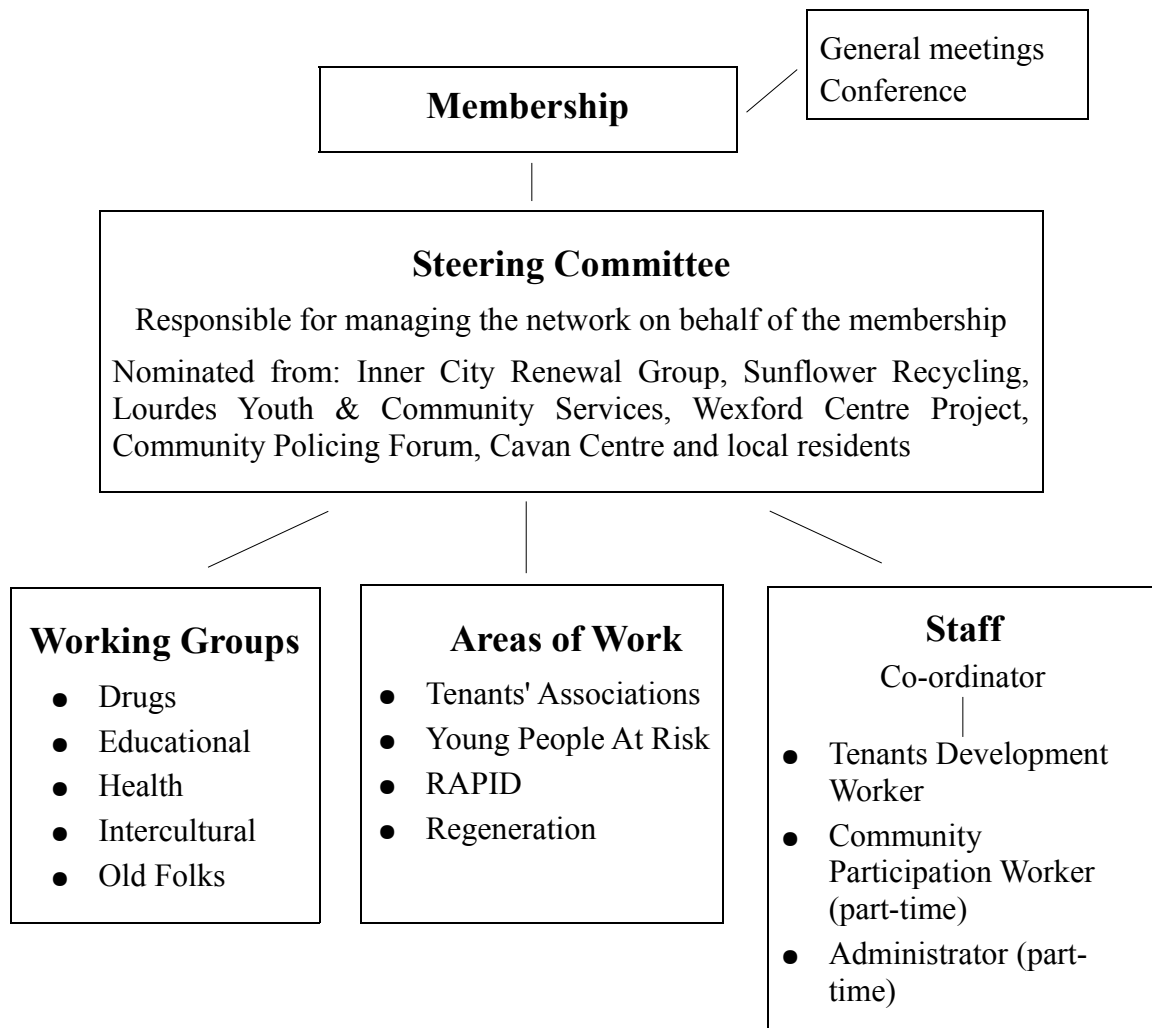 General meetings
Conference
Membership
Steering Committee
Responsible for managing the network on behalf of the membership
Nominated from: Inner City Renewal Group, Sunflower Recycling,
Lourdes Youth & Community Services, Wexford Centre Project,
Community Policing Forum, Cavan Centre and local residents
Working Groups
● Drugs
● Educational
● Health
● Intercultural
● Old Folks
Areas of Work
● Tenants' Associations
● Young People At Risk
● RAPID
● Regeneration
Staff
Co-ordinator
● Tenants Development
Worker
● Community
Participation Worker
(part-time)
● Administrator (part-
time)